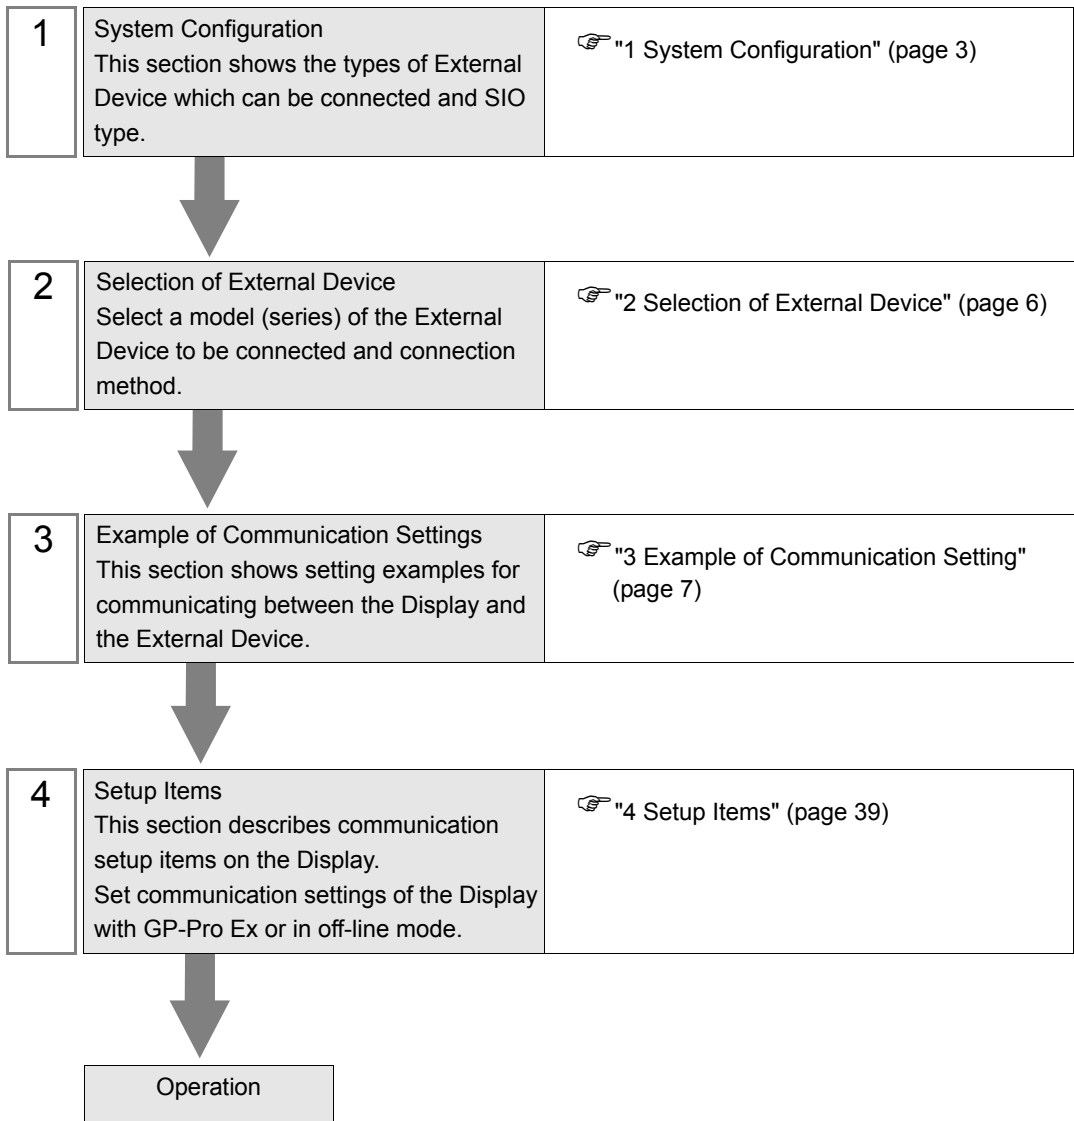 1
System Configuration
This section shows the types of External
Device which can be connected and SIO
type.
"1 System Configuration" (page 3)
2
Selection of External Device
Select a model (series) of the External
Device to be connected and connection
method.
"2 Selection of External Device" (page 6)
3
Example of Communication Settings
This section shows setting examples for
communicating between the Display and
the External Device.
"3 Example of Communication Setting"
(page 7)
4
Setup Items
This section describes communication
setup items on the Display.
Set communication settings of the Display
with GP-Pro Ex or in off-line mode.
"4 Setup Items" (page 39)
Operation